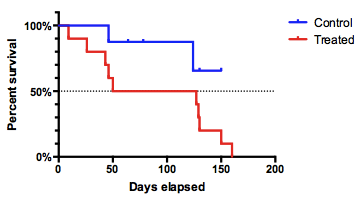 Control
Treated
100%
50%
0%
Percent survival
0
50
100
150
200
Days elapsed